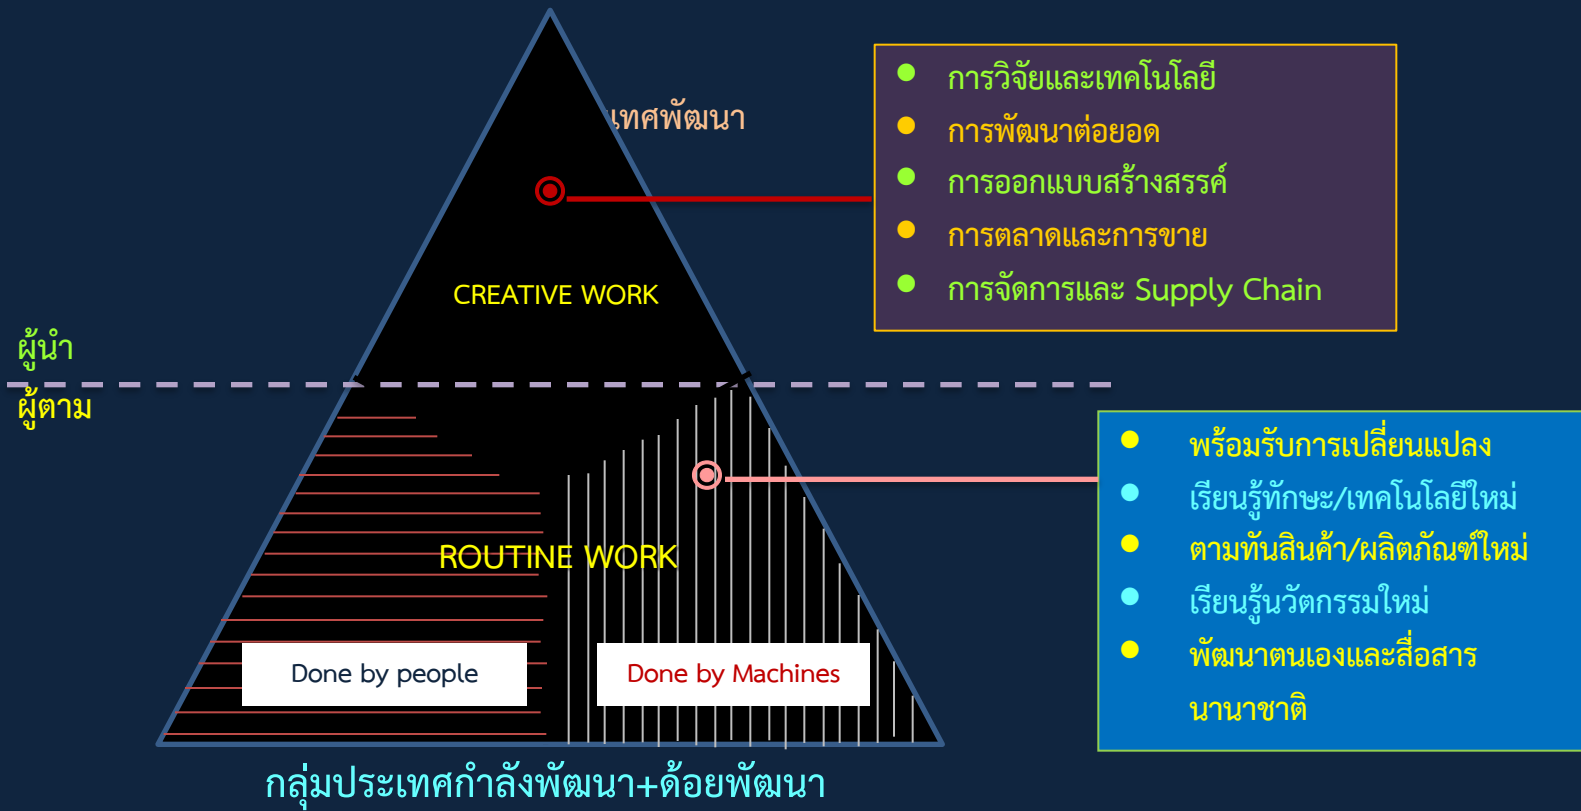 เทศพัฒนา
CREATIVE WORK
● การวิจัยและเทคโนโลยี
● การพัฒนาต่อยอด
● การออกแบบสร้างสรรค์
● การตลาดและการขาย
● การจัดการและ Supply Chain
ผู้นำ
ผู้ตาม
ROUTINE WORK
Done by people
Done by Machines
● พร้อมรับการเปลี่ยนแปลง
● เรียนรู้ทักษะ/เทคโนโลยีใหม่
● ตามทันสินค้า/ผลิตภัณฑ์ใหม่
● เรียนรู้นวัตกรรมใหม่
● พัฒนาตนเองและสื่อสาร
นานาชาติ
กลุ่มประเทศกำลังพัฒนา+ด้อยพัฒนา